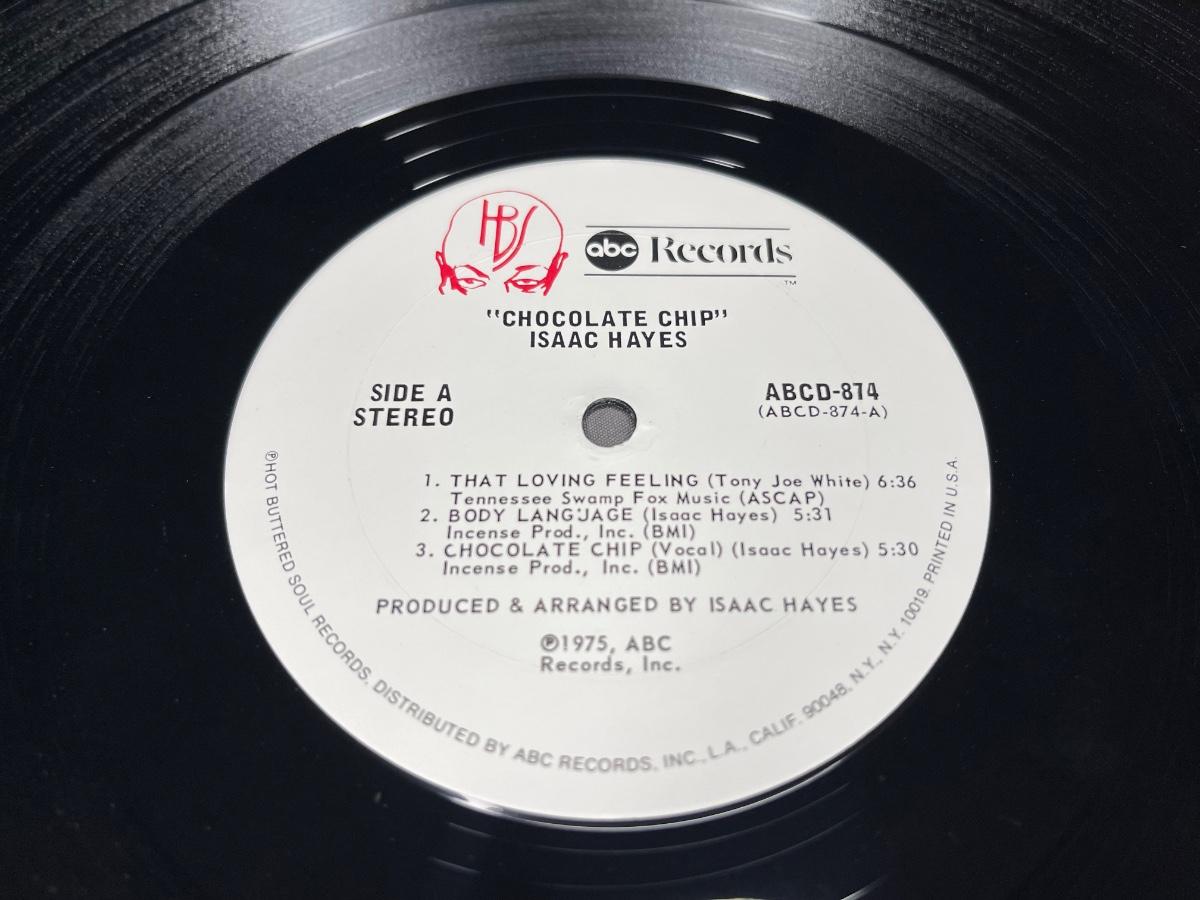 HBS
abc Records
TM
"CHOCOLATE CHIP"
ISAAC HAYES
SIDE A
STEREO
ABCD-874
(ABCD-874-A)
1. THAT LOVING FEELING (Tony Joe White) 6:36
Tennessee Swamp Fox Music (ASCAP)
2. BODY LANGUAGE (Isaac Hayes) 5:31
Incense Prod., Inc. (BMI)
3. CHOCOLATE CHIP (Vocal) (Isaac Hayes) 5:30
Incense Prod., Inc. (BMI)
PRODUCED & ARRANGED BY ISAAC HAYES
℗1975, ABC
Records, Inc.
℗HOT BUTTERED SOUL RECORDS. DISTRIBUTED BY ABC RECORDS, INC., L.A., CALIF. 90048, N.Y., N.Y. 10019. PRINTED IN U.S.A.